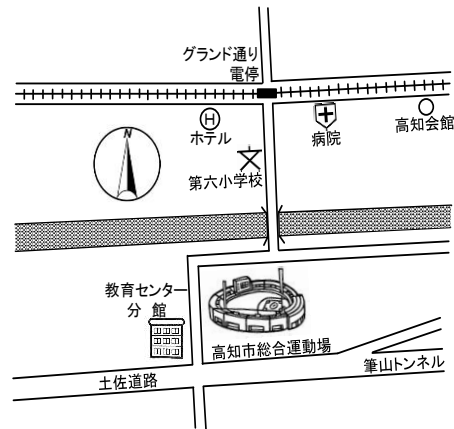 グランド通り
電停
H
ホテル
病院
高知会館
N
第六小学校
教育センター
分 館
高知市総合運動場
筆山トンネル
土佐道路